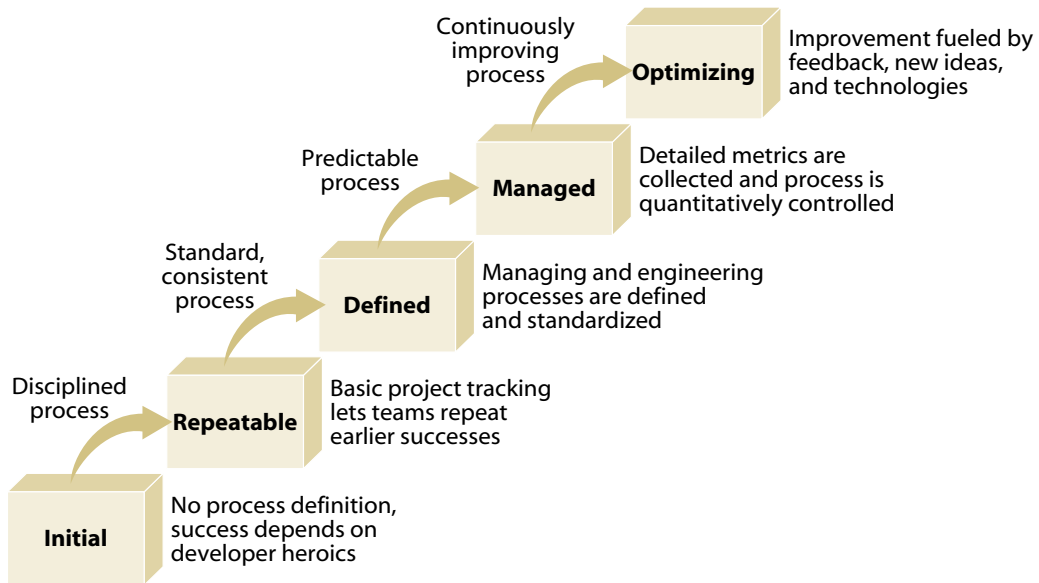 Continuously
improving
process
Optimizing
Improvement fueled by
feedback, new ideas,
and technologies
Predictable
process
Managed
Detailed metrics are
collected and process is
quantitatively controlled
Standard,
consistent
process
Defined
Managing and engineering
processes are defined
and standardized
Disciplined
process
Repeatable
Basic project tracking
lets teams repeat
earlier successes
Initial
No process definition,
success depends on
developer heroics